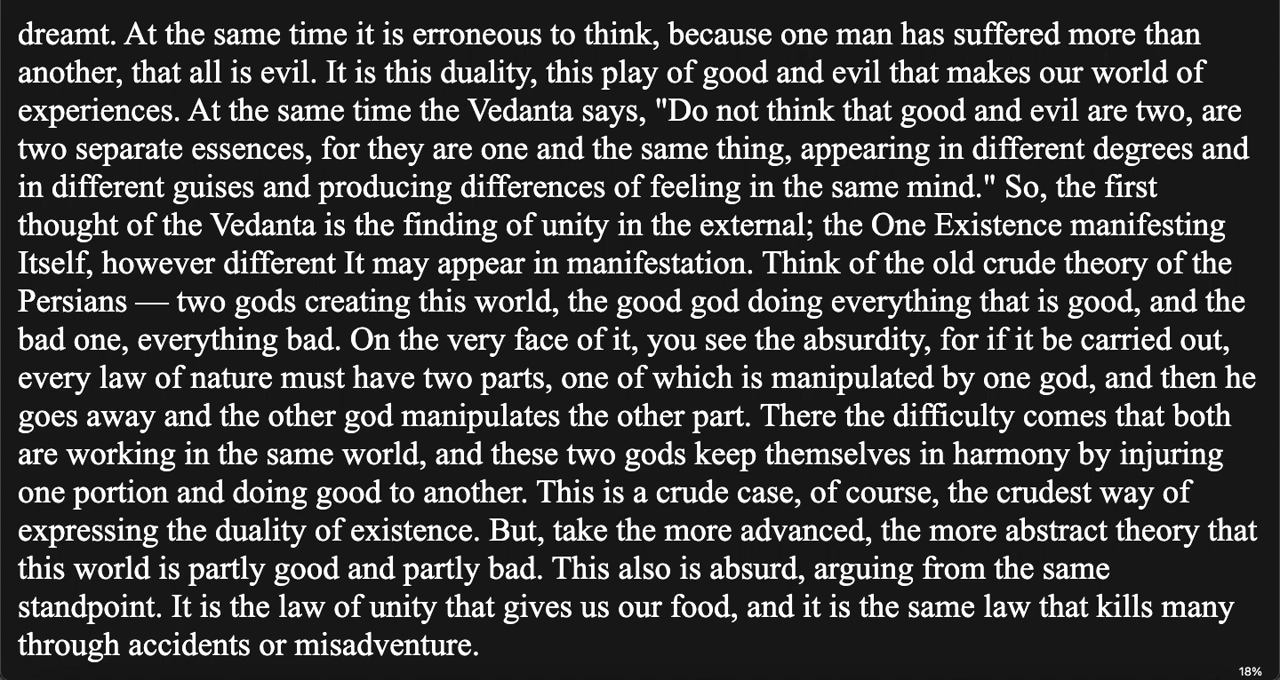 dreamt. At the same time it is erroneous to think, because one man has suffered more than
another, that all is evil. It is this duality, this play of good and evil that makes our world of
experiences. At the same time the Vedanta says, "Do not think that good and evil are two, are
two separate essences, for they are one and the same thing, appearing in different degrees and
in different guises and producing differences of feeling in the same mind." So, the first
thought of the Vedanta is the finding of unity in the external; the One Existence manifesting
Itself, however different It may appear in manifestation. Think of the old crude theory of the
Persians — two gods creating this world, the good god doing everything that is good, and the
bad one, everything bad. On the very face of it, you see the absurdity, for if it be carried out,
every law of nature must have two parts, one of which is manipulated by one god, and then he
goes away and the other god manipulates the other part. There the difficulty comes that both
are working in the same world, and these two gods keep themselves in harmony by injuring
one portion and doing good to another. This is a crude case, of course, the crudest way of
expressing the duality of existence. But, take the more advanced, the more abstract theory that
this world is partly good and partly bad. This also is absurd, arguing from the same
standpoint. It is the law of unity that gives us our food, and it is the same law that kills many
through accidents or misadventure.
18%